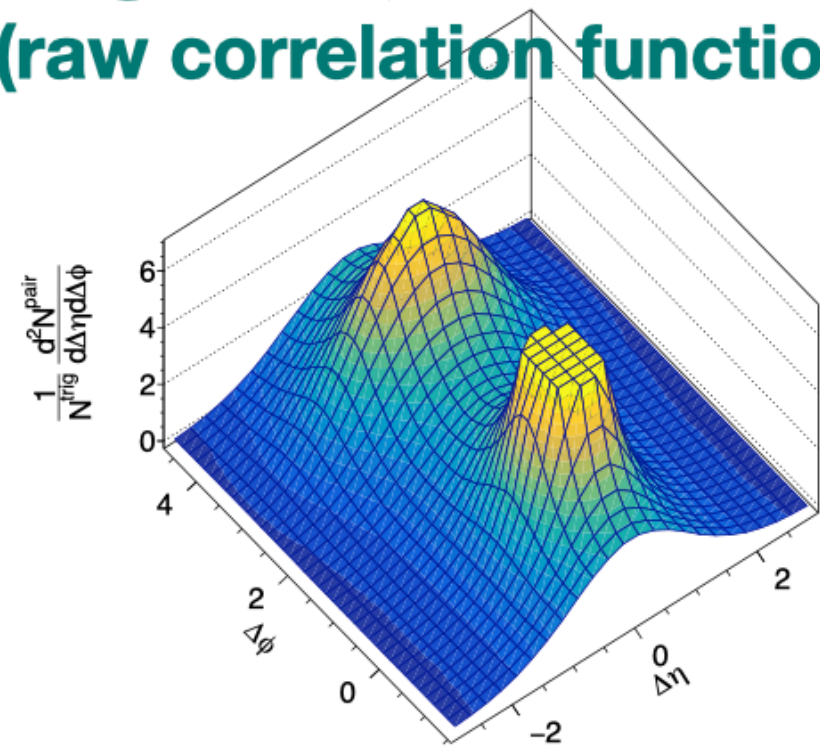 (raw correlation functio
1
N^trig
d²N^pair
dΔηdΔϕ
6
4
2
0
4
2
0
Δϕ
2
0
−2
Δη